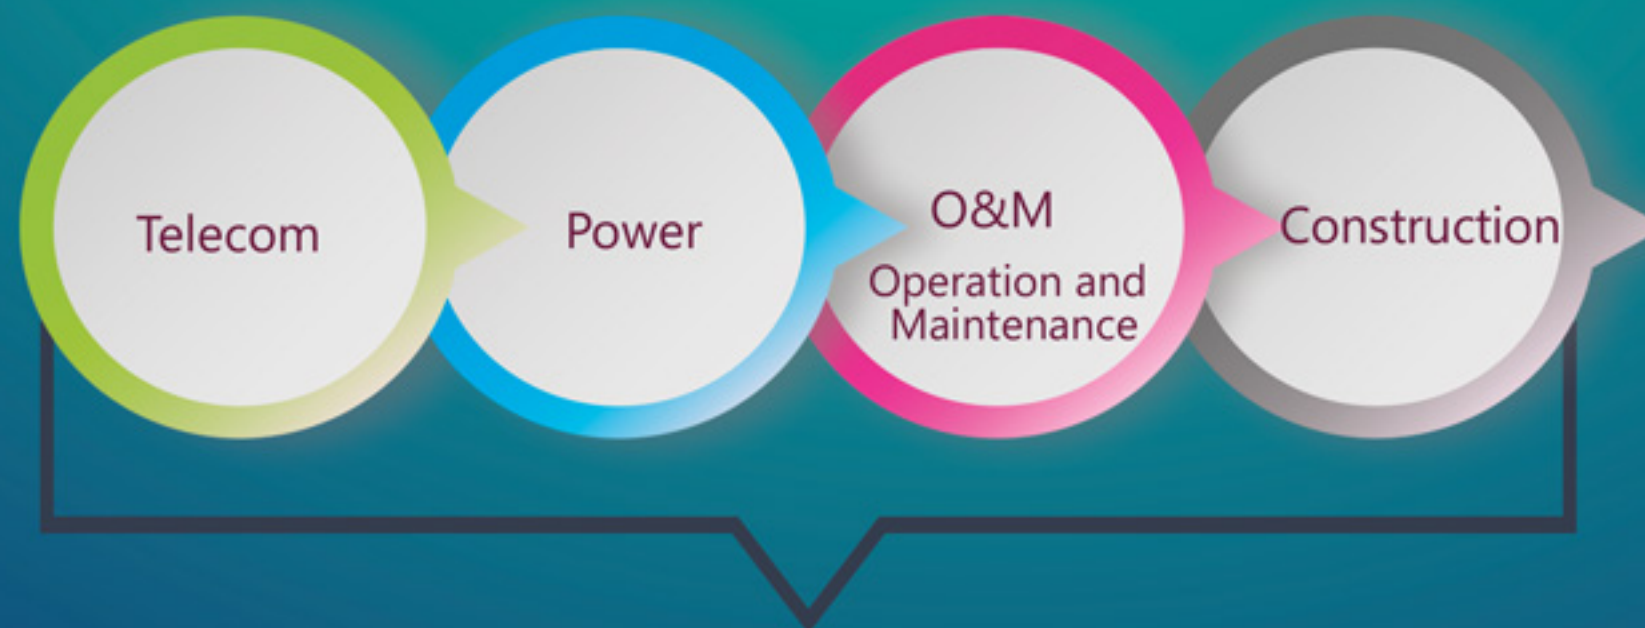 Telecom
Power
O&M
Operation and
Maintenance
Construction